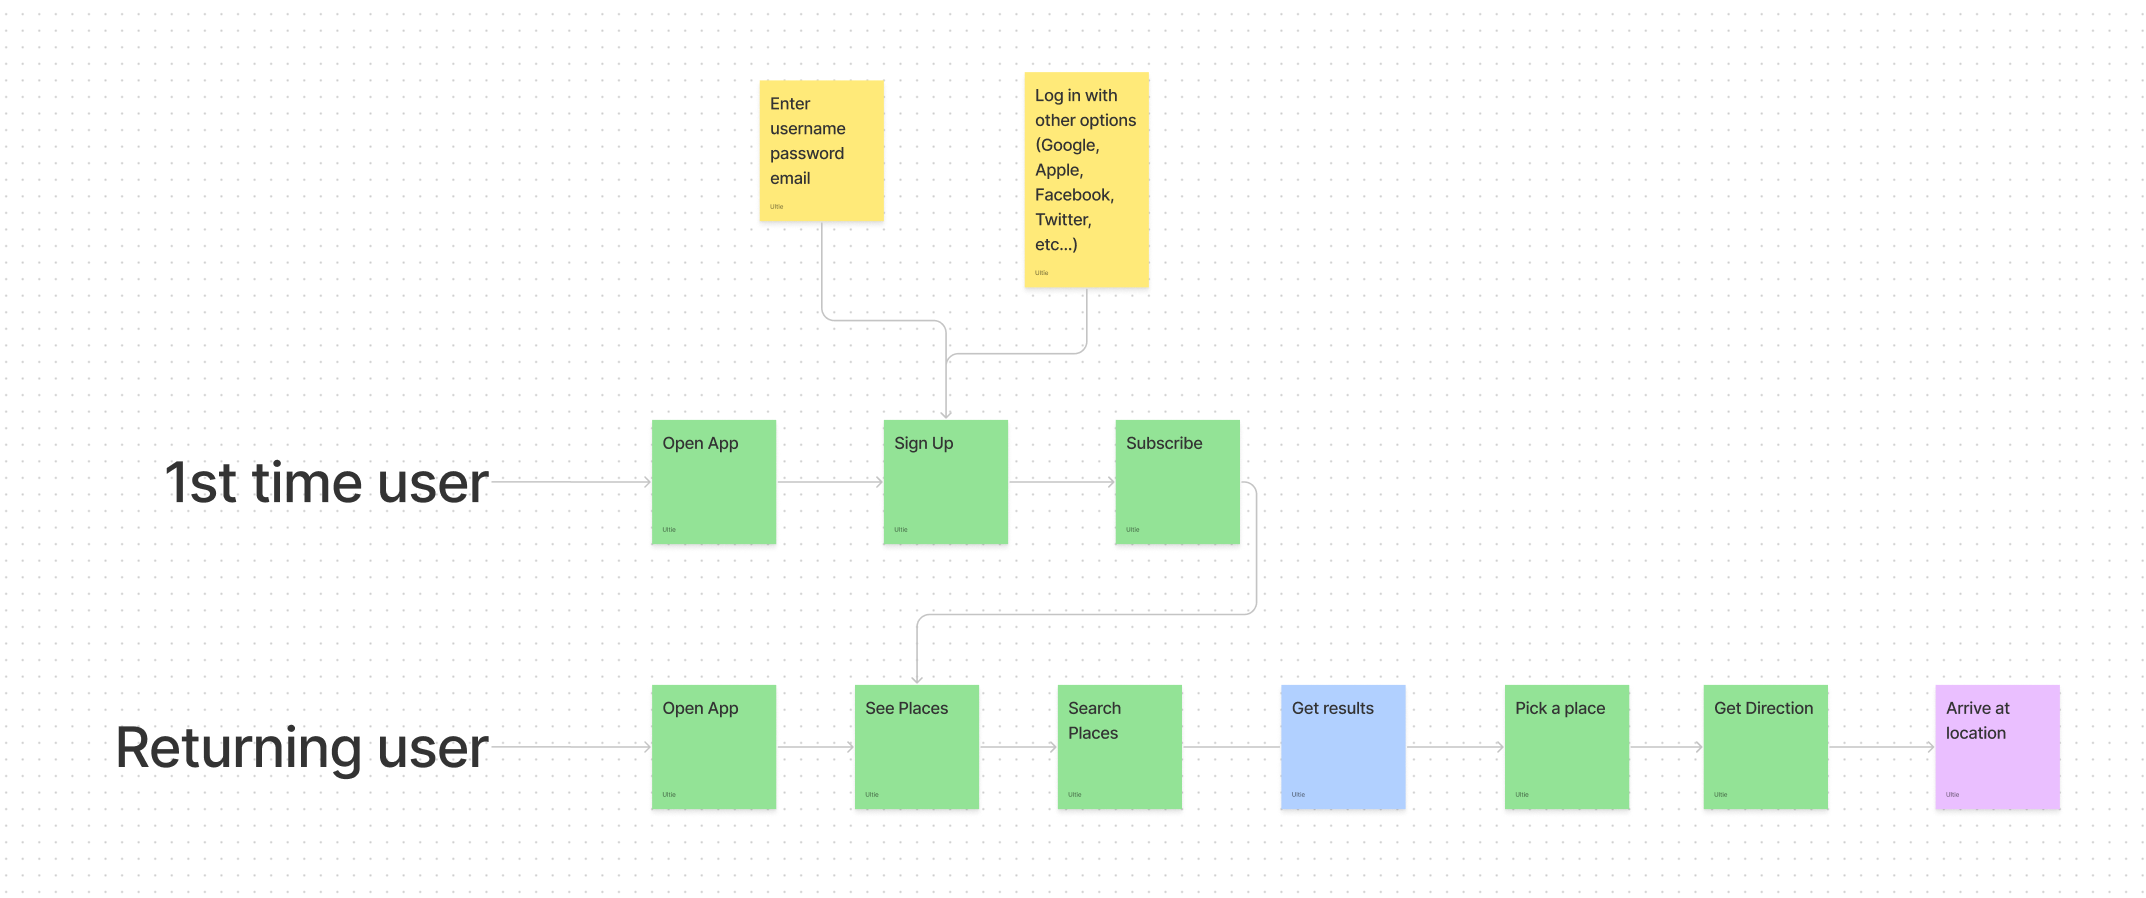 Enter
username
password
email
Ultie
Log in with
other options
(Google,
Apple,
Facebook,
Twitter,
etc...)
Ultie
1st time user
Open App
Ultie
Sign Up
Ultie
Subscribe
Ultie
Returning user
Open App
Ultie
See Places
Ultie
Search
Places
Ultie
Get results
Ultie
Pick a place
Ultie
Get Direction
Ultie
Arrive at
location
Ultie